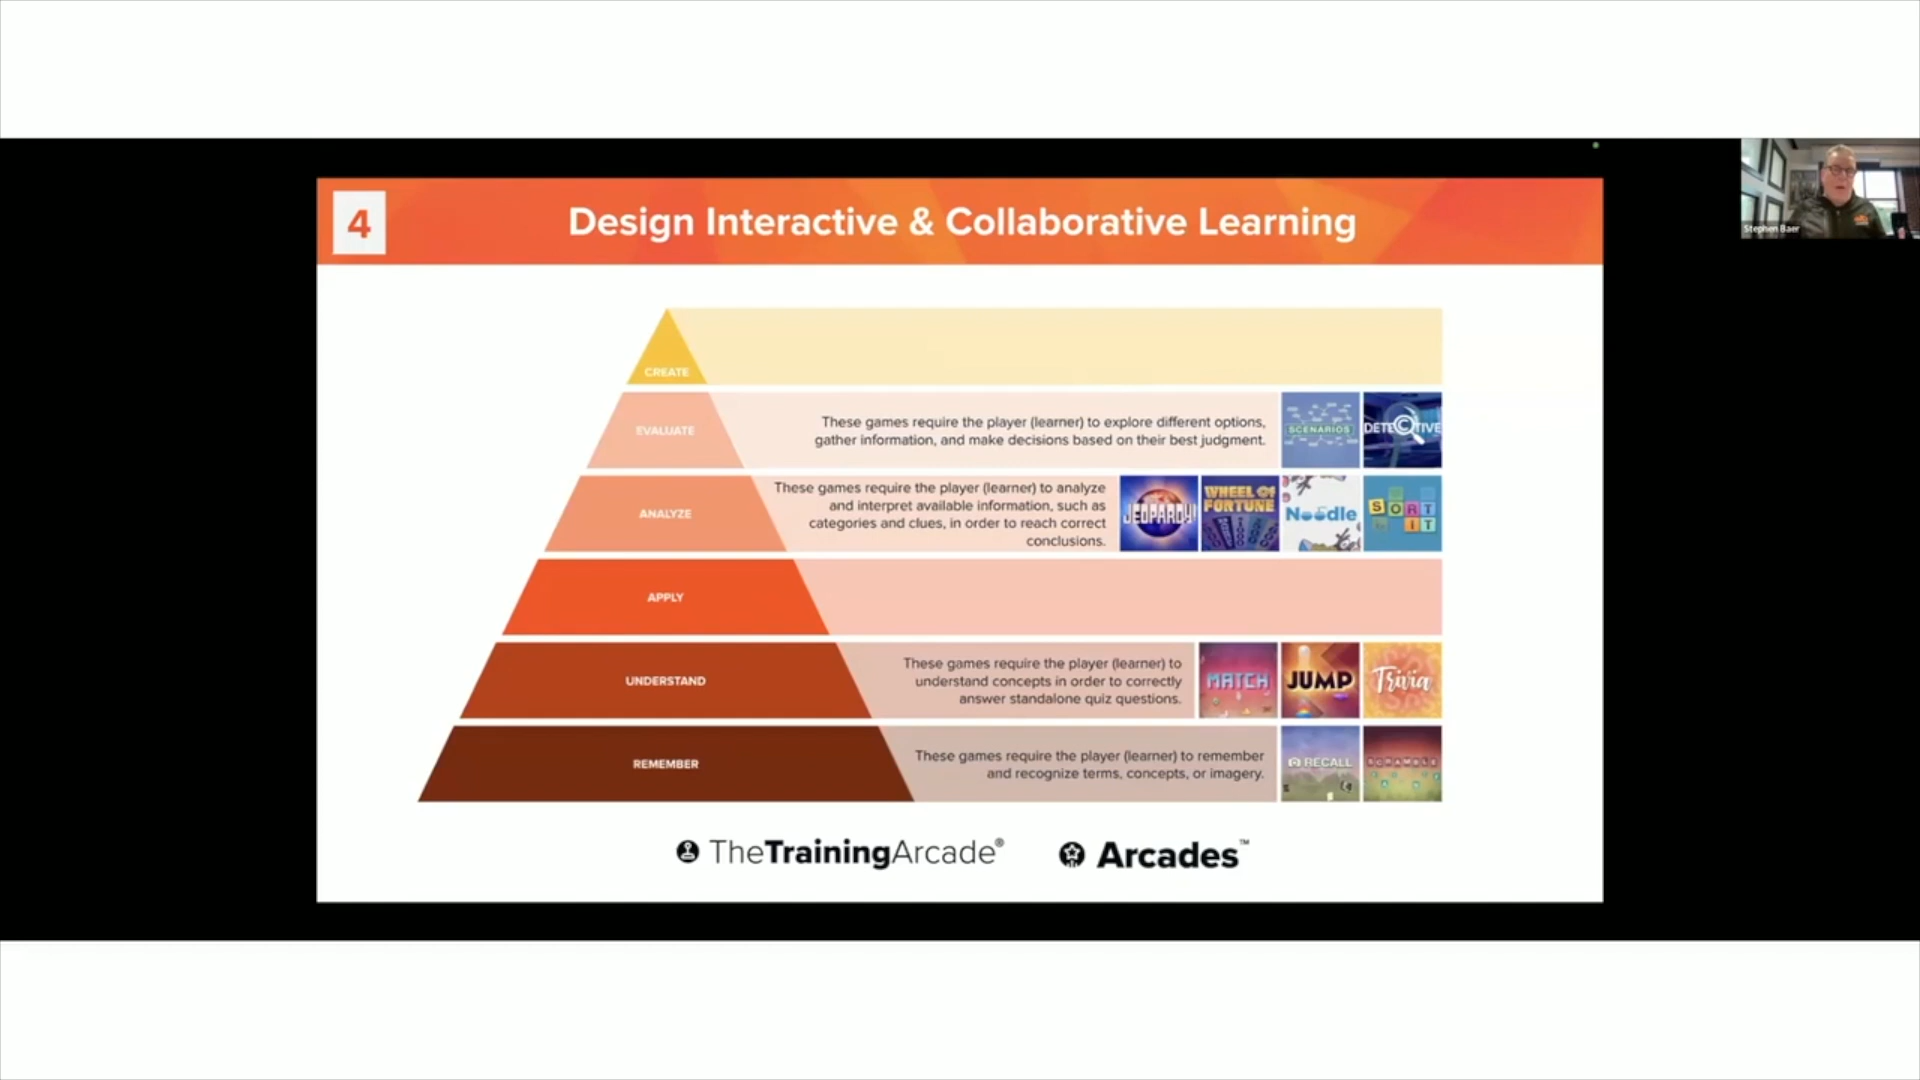 Stephen Baer
4
Design Interactive & Collaborative Learning
CREATE
EVALUATE
These games require the player (learner) to explore different options,
gather information, and make decisions based on their best judgment.
SCENARIOS
DETECTIVE
ANALYZE
These games require the player (learner) to analyze
and interpret available information, such as
categories and clues, in order to reach correct
conclusions.
JEOPARDY!
WHEEL OF
FORTUNE
Noodle
SORT
IT
APPLY
UNDERSTAND
These games require the player (learner) to
understand concepts in order to correctly
answer standalone quiz questions.
MATCH
JUMP
Trivia
REMEMBER
These games require the player (learner) to remember
and recognize terms, concepts, or imagery.
RECALL
SCRAMBLE
TheTrainingArcade®
Arcades™